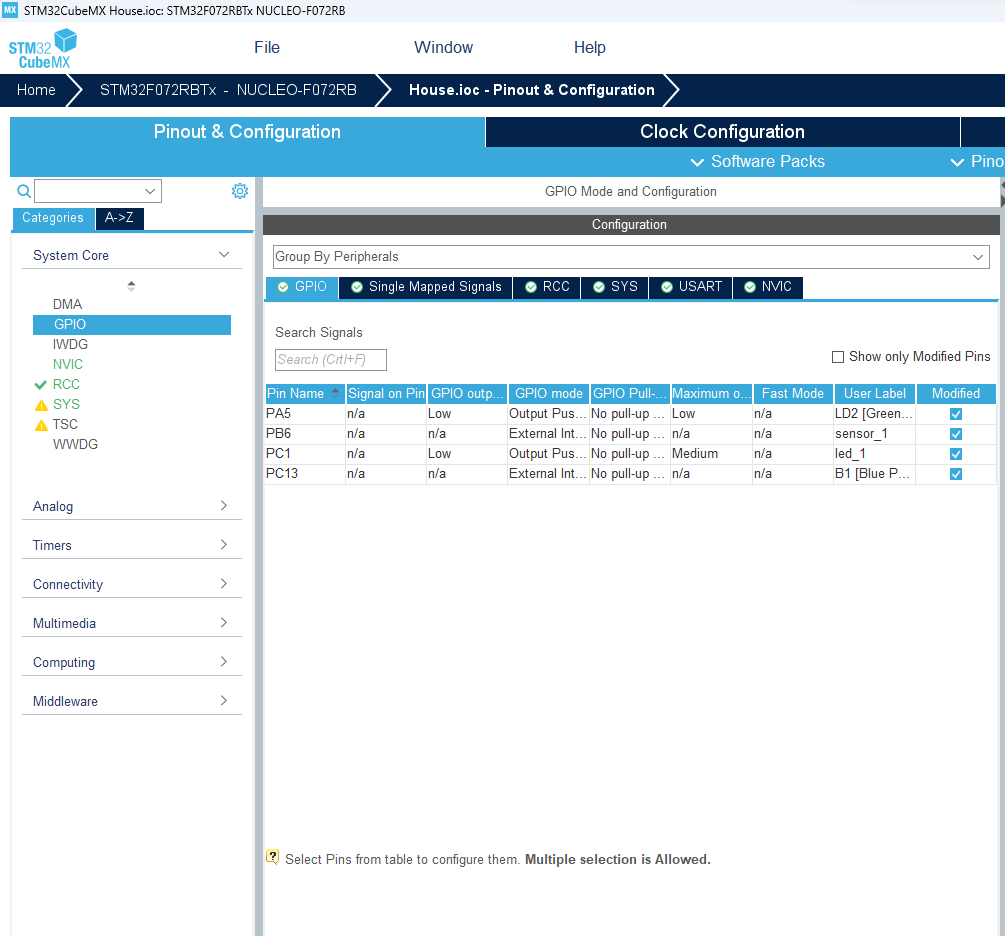 MX STM32CubeMX House.ioc: STM32F072RBTx NUCLEO-F072RB
STM32
CubeMX
File Window Help
Home STM32F072RBTx - NUCLEO-F072RB House.ioc - Pinout & Configuration
Pinout & Configuration Clock Configuration
Software Packs Pino
GPIO Mode and Configuration
Categories A->Z
Configuration
System Core
Group By Peripherals
GPIO Single Mapped Signals RCC SYS USART NVIC
DMA
GPIO
IWDG
NVIC
RCC
SYS
TSC
WWDG
Analog
Timers
Connectivity
Multimedia
Computing
Middleware
Search Signals
Search (Crtl+F)
Show only Modified Pins
Pin Name Signal on Pin GPIO outp... GPIO mode GPIO Pull-... Maximum o... Fast Mode User Label Modified
PA5 n/a Low Output Pus... No pull-up ... Low n/a LD2 [Green...
PB6 n/a n/a External Int... No pull-up ... n/a n/a sensor_1
PC1 n/a Low Output Pus... No pull-up ... Medium n/a led_1
PC13 n/a n/a External Int... No pull-up ... n/a n/a B1 [Blue P...
? Select Pins from table to configure them. Multiple selection is Allowed.